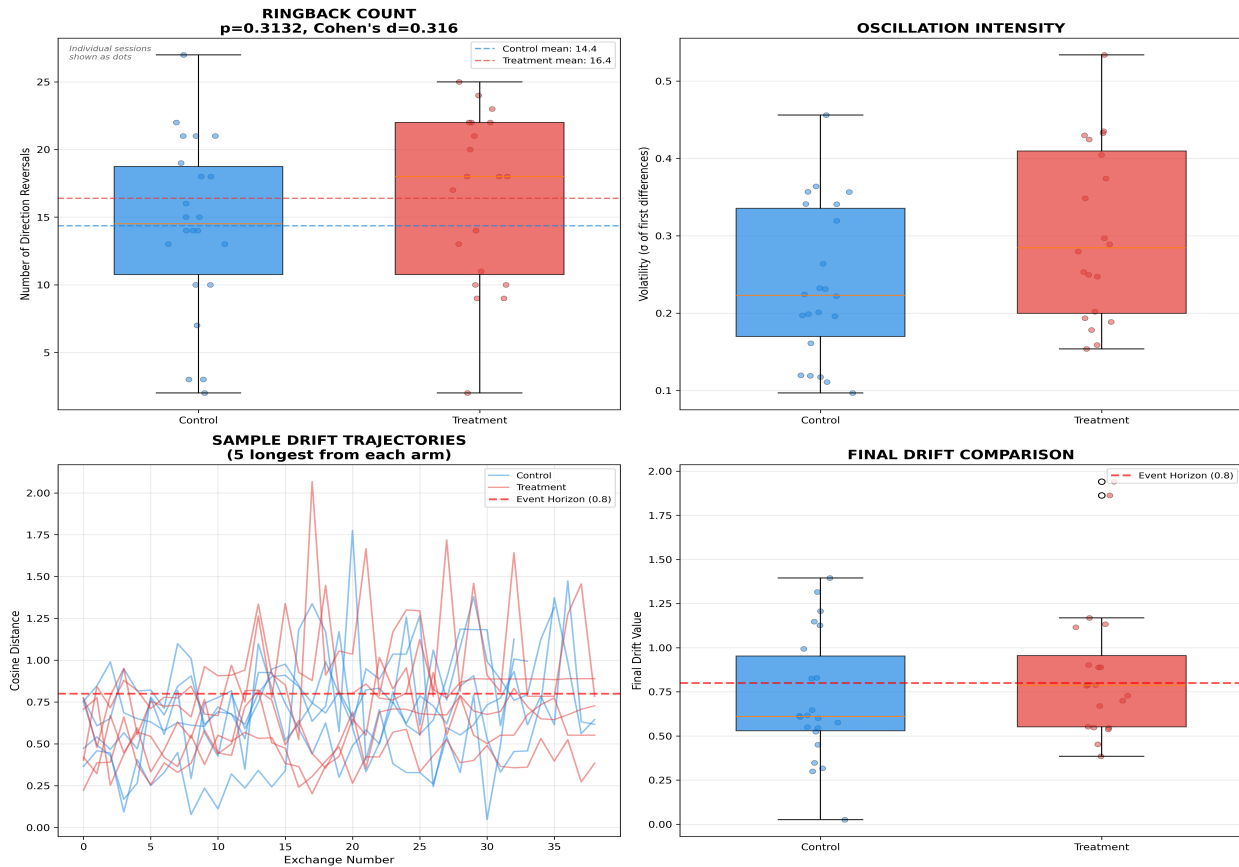 RINGBACK COUNT
p=0.3132, Cohen's d=0.316
Individual sessions
shown as dots
Control mean: 14.4
Treatment mean: 16.4
Number of Direction Reversals
25
20
15
10
5
Control
Treatment
OSCILLATION INTENSITY
Volatility (σ of first differences)
0.5
0.4
0.3
0.2
0.1
Control
Treatment
SAMPLE DRIFT TRAJECTORIES
(5 longest from each arm)
Control
Treatment
Event Horizon (0.8)
Cosine Distance
2.00
1.75
1.50
1.25
1.00
0.75
0.50
0.25
0.00
0
5
10
15
20
25
30
35
Exchange Number
FINAL DRIFT COMPARISON
Event Horizon (0.8)
Final Drift Value
2.00
1.75
1.50
1.25
1.00
0.75
0.50
0.25
0.00
Control
Treatment